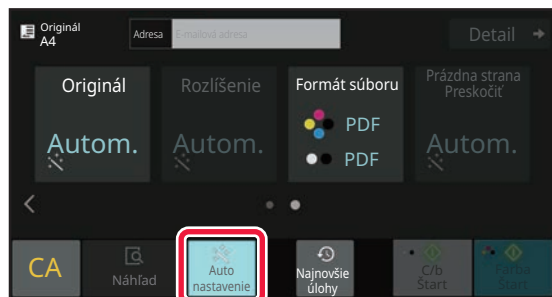 Originál
A4
Adresa
E-mailová adresa
Detail
Originál
Autom.
Rozlíšenie
Autom.
Formát súboru
PDF
PDF
Prázdna strana
Preskočiť
Autom.
CA
Náhľad
Auto
nastavenie
Najnovšie
úlohy
C/b
Štart
Farba
Štart